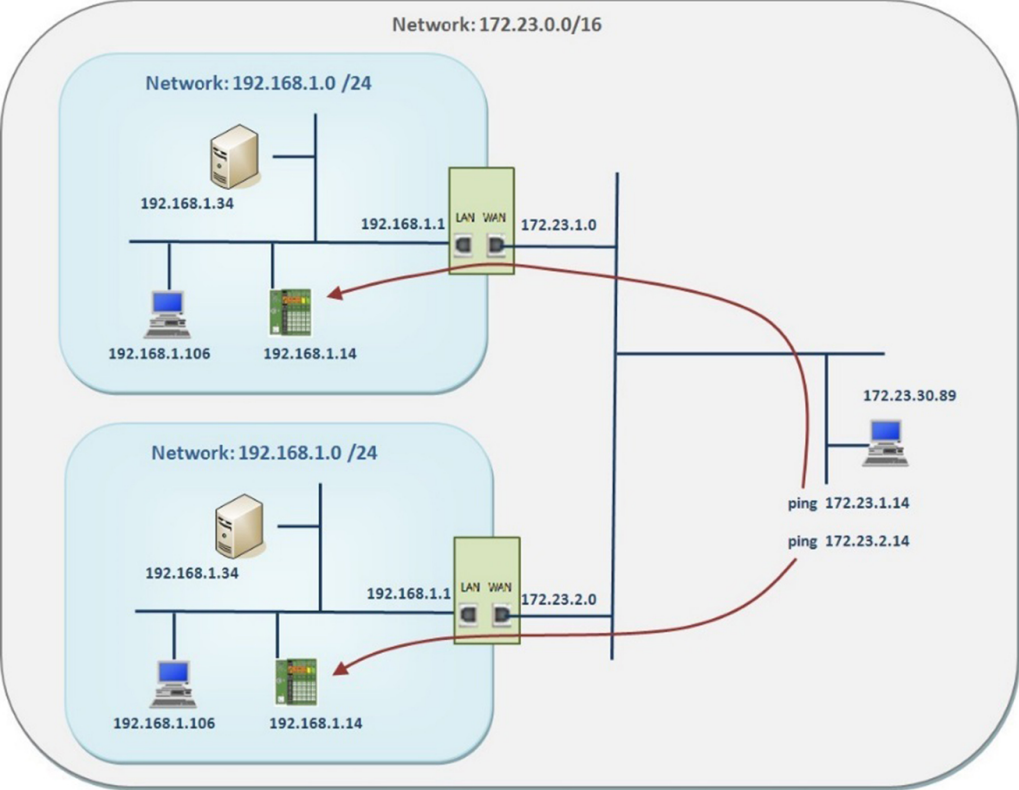 Network: 172.23.0.0/16
Network: 192.168.1.0 /24
192.168.1.34
192.168.1.1
LAN WAN
172.23.1.0
192.168.1.106
192.168.1.14
172.23.30.89
Network: 192.168.1.0 /24
ping 172.23.1.14
ping 172.23.2.14
192.168.1.34
192.168.1.1
LAN WAN
172.23.2.0
192.168.1.106
192.168.1.14